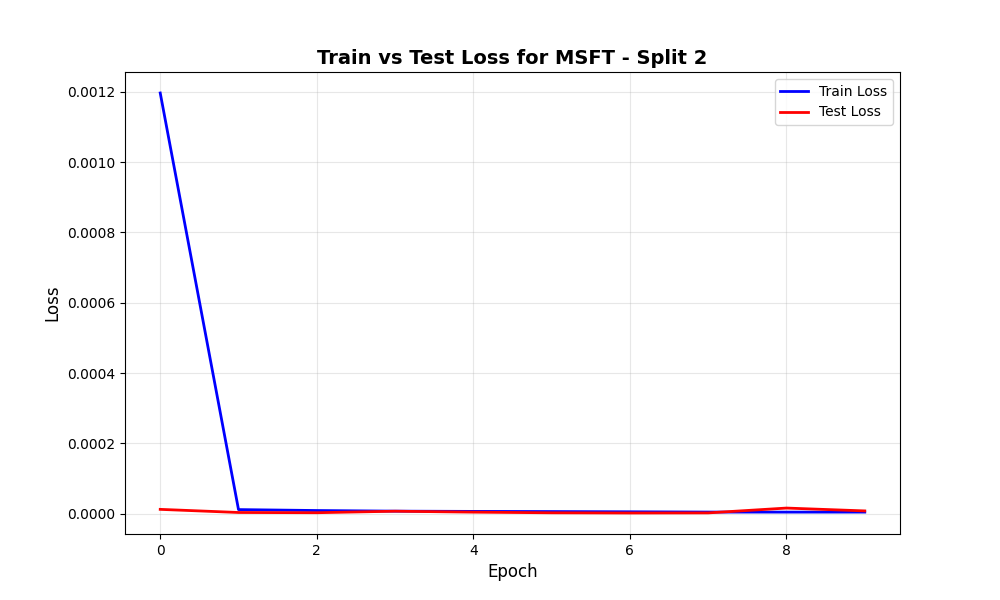 Train vs Test Loss for MSFT - Split 2
Train Loss
Test Loss
0.0012
0.0010
0.0008
0.0006
0.0004
0.0002
0.0000
Loss
0 2 4 6 8
Epoch